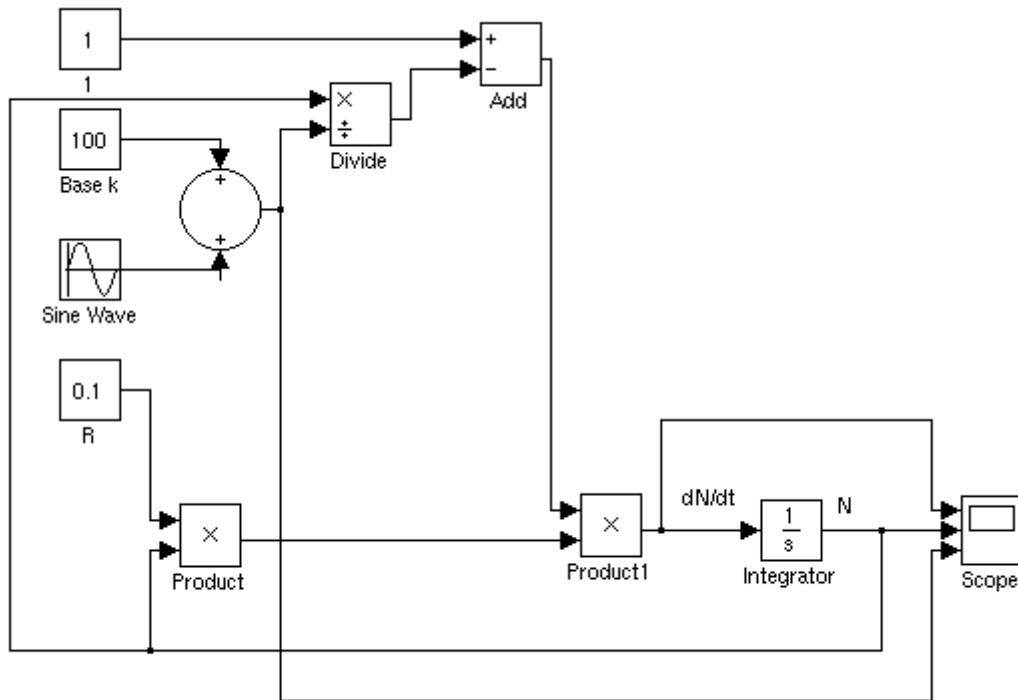 1
1
+
−
Add
×
÷
Divide
100
Base k
+
+
Sine Wave
0.1
R
×
Product
×
Product1
dN/dt
1
s
Integrator
N
Scope